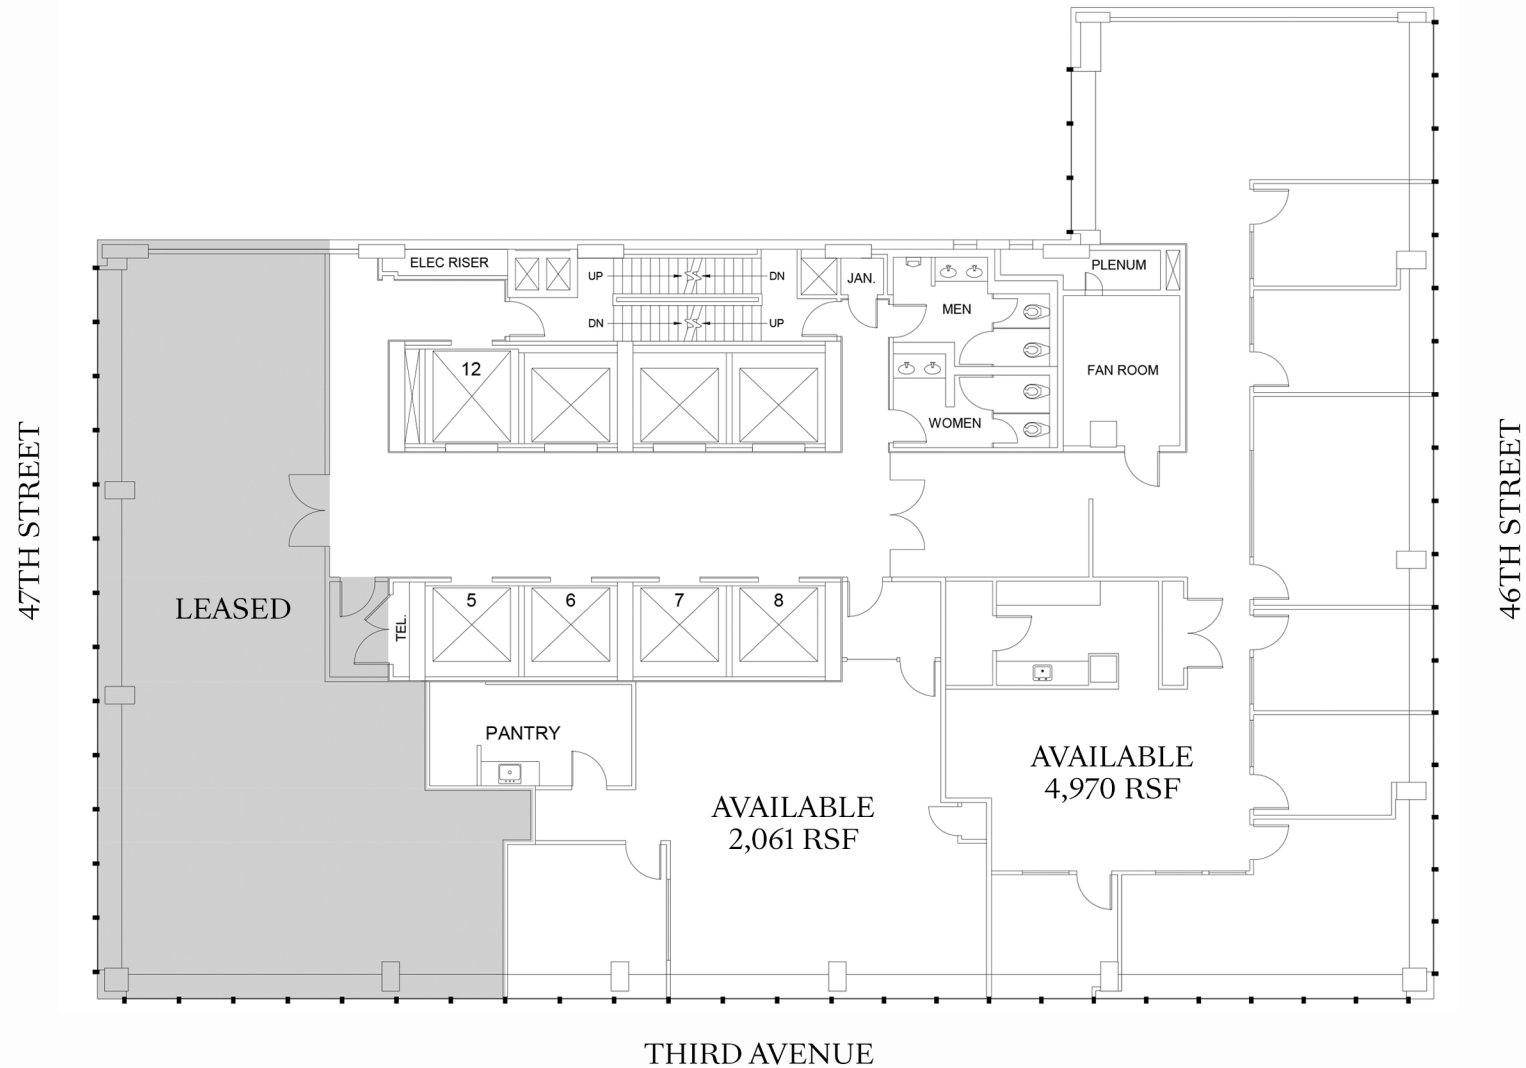 ELEC RISER
UP
DN
DN
UP
JAN.
MEN
PLENUM
FAN ROOM
WOMEN
12
47TH STREET
46TH STREET
LEASED
TEL.
5
6
7
8
PANTRY
AVAILABLE
4,970 RSF
AVAILABLE
2,061 RSF
THIRD AVENUE